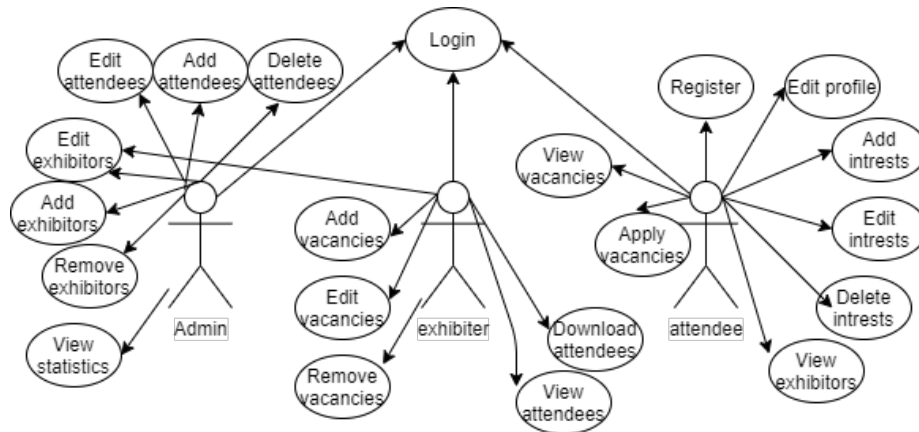 Login
Edit
attendees
Add
attendees
Delete
attendees
Register
Edit profile
Edit
exhibitors
View
vacancies
Add
intrests
Add
exhibitors
Add
vacancies
Apply
vacancies
Edit
intrests
Remove
exhibitors
Edit
vacancies
Delete
intrests
Admin
exhibiter
attendee
Download
attendees
View
statistics
Remove
vacancies
View
attendees
View
exhibitors